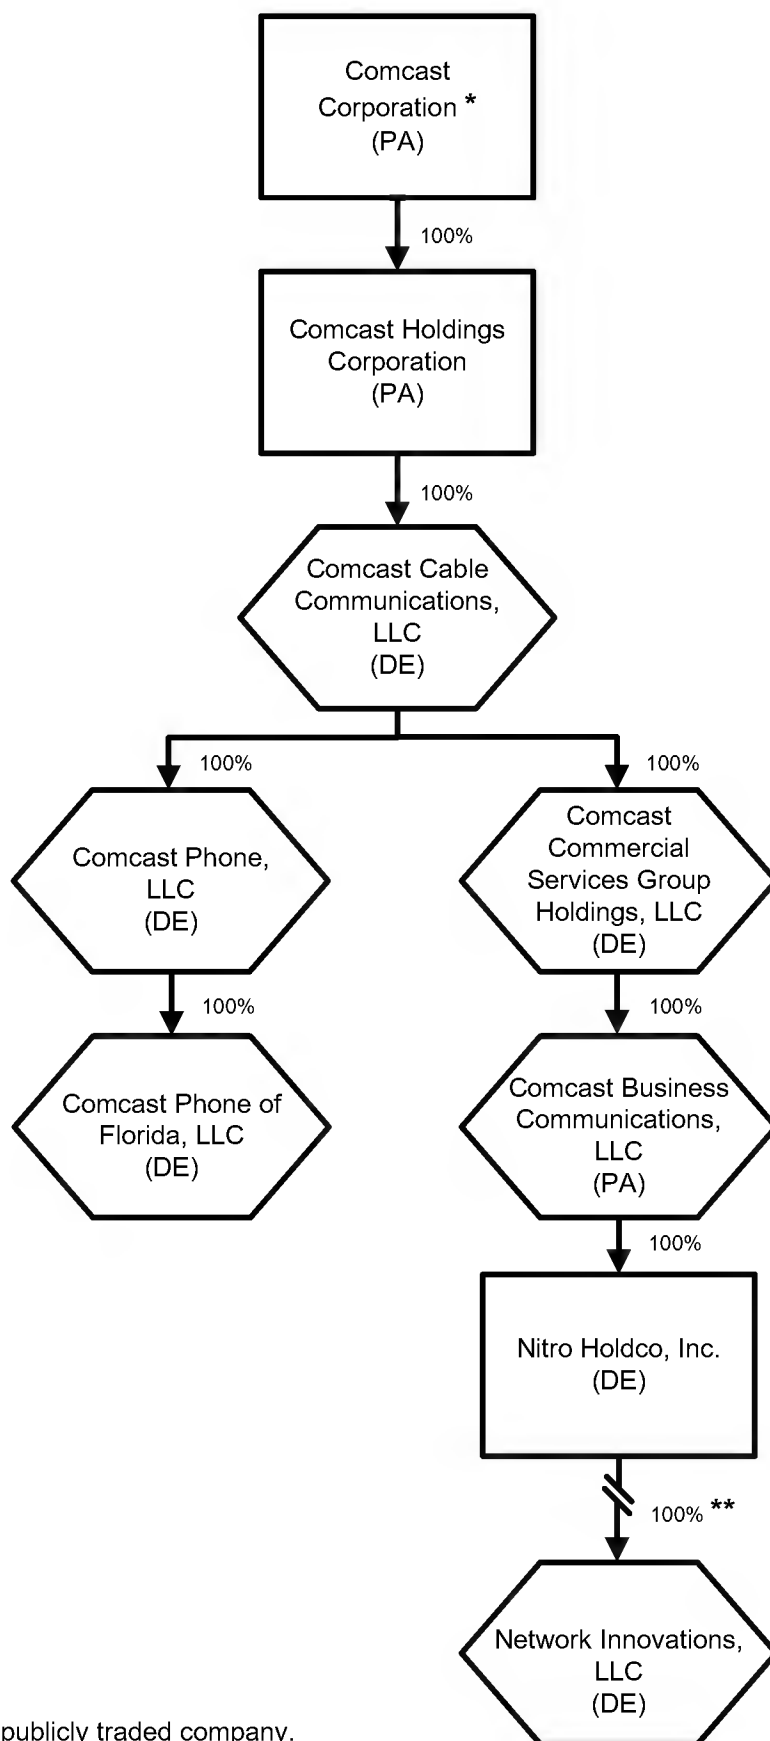 Comcast
Corporation *
(PA)
100%
Comcast Holdings
Corporation
(PA)
100%
Comcast Cable
Communications,
LLC
(DE)
100%
100%
Comcast Phone,
LLC
(DE)
Comcast
Commercial
Services Group
Holdings, LLC
(DE)
100%
100%
Comcast Phone of
Florida, LLC
(DE)
Comcast Business
Communications,
LLC
(PA)
100%
Nitro Holdco, Inc.
(DE)
100% **
Network Innovations,
LLC
(DE)
publicly traded company.